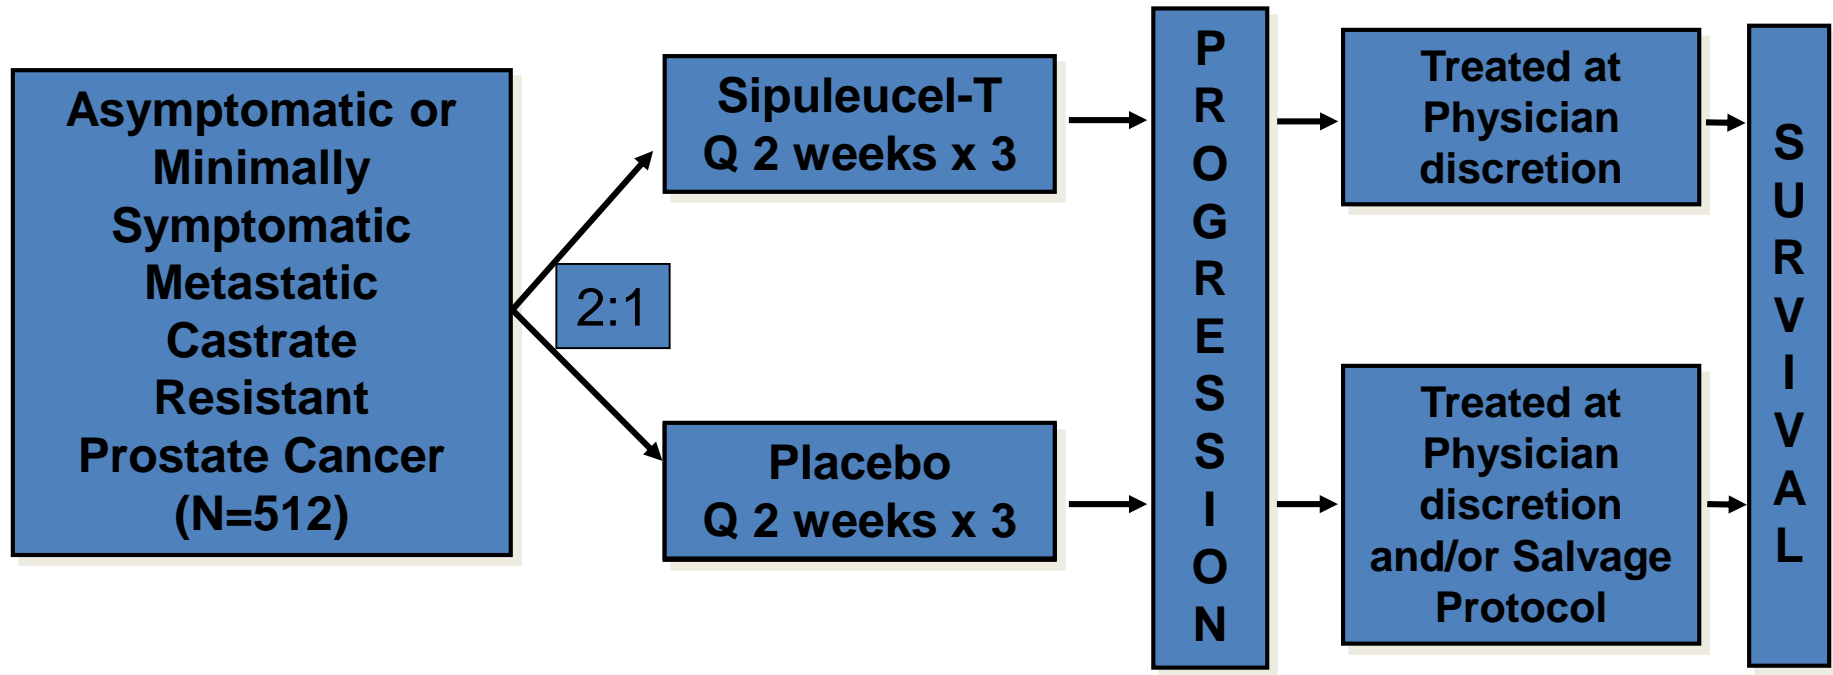 Asymptomatic or
Minimally
Symptomatic
Metastatic
Castrate
Resistant
Prostate Cancer
(N=512)
2:1
Sipuleucel-T
Q 2 weeks x 3
Placebo
Q 2 weeks x 3
P
R
O
G
R
E
S
S
I
O
N
Treated at
Physician
discretion
Treated at
Physician
discretion
and/or Salvage
Protocol
S
U
R
V
I
V
A
L